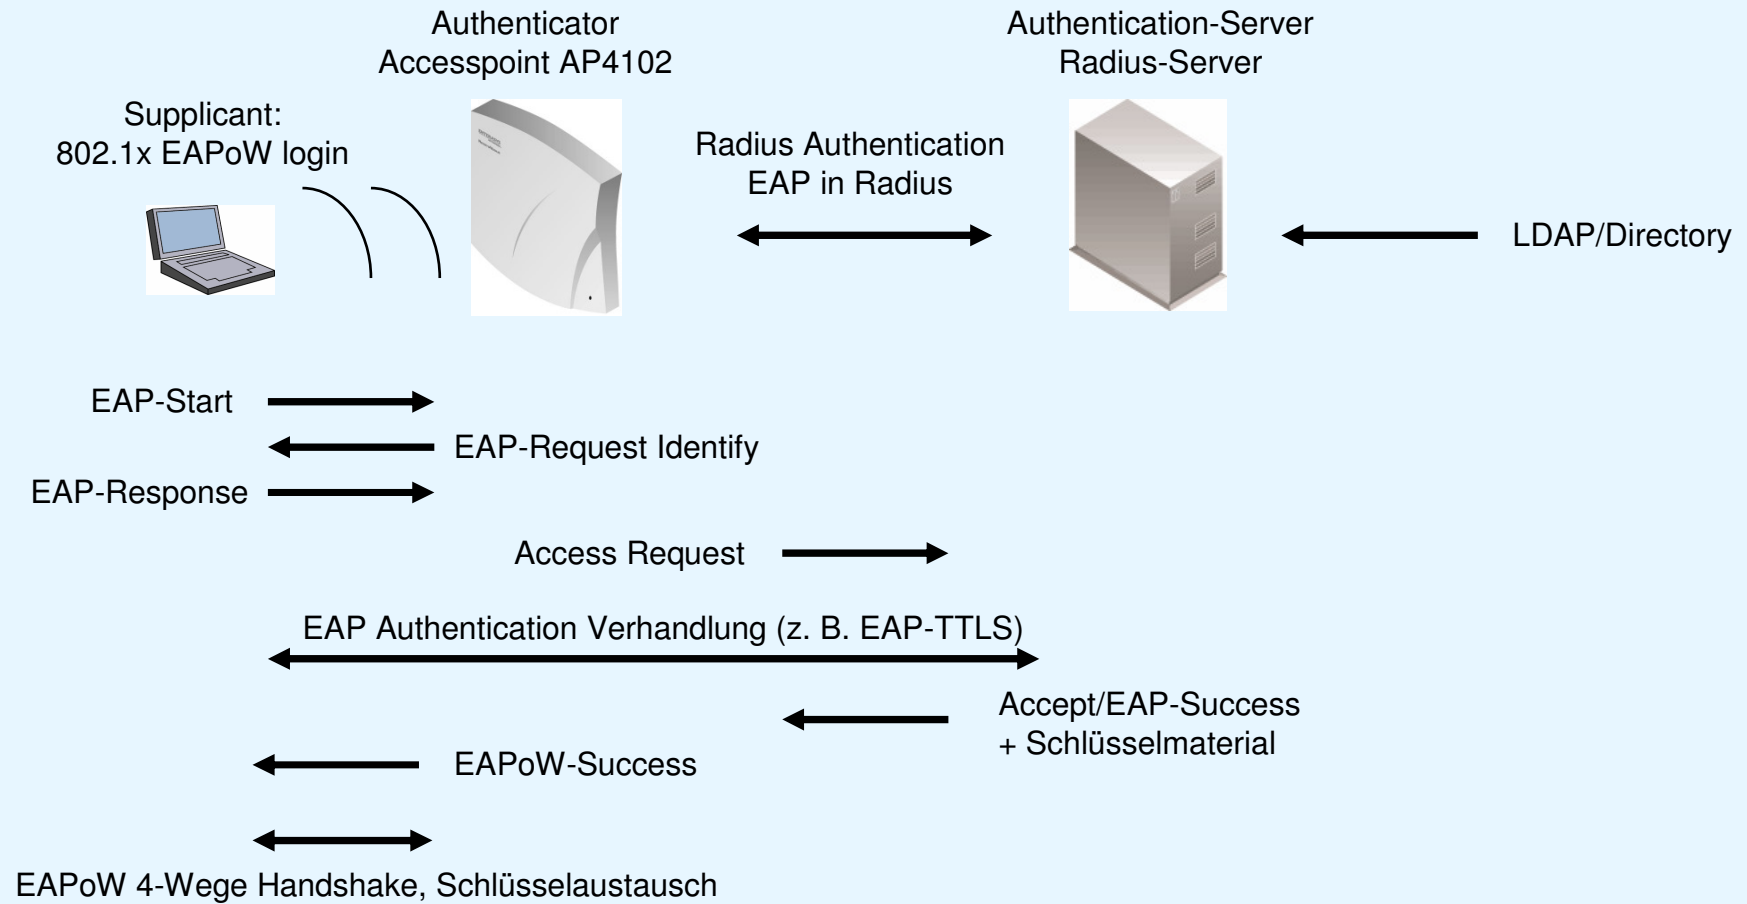 Authenticator
Accesspoint AP4102
Authentication-Server
Radius-Server
Supplicant:
802.1x EAPoW login
Radius Authentication
EAP in Radius
LDAP/Directory
EAP-Start
EAP-Request Identify
EAP-Response
Access Request
EAP Authentication Verhandlung (z. B. EAP-TTLS)
Accept/EAP-Success
+ Schlüsselmaterial
EAPoW-Success
EAPoW 4-Wege Handshake, Schlüsselaustausch